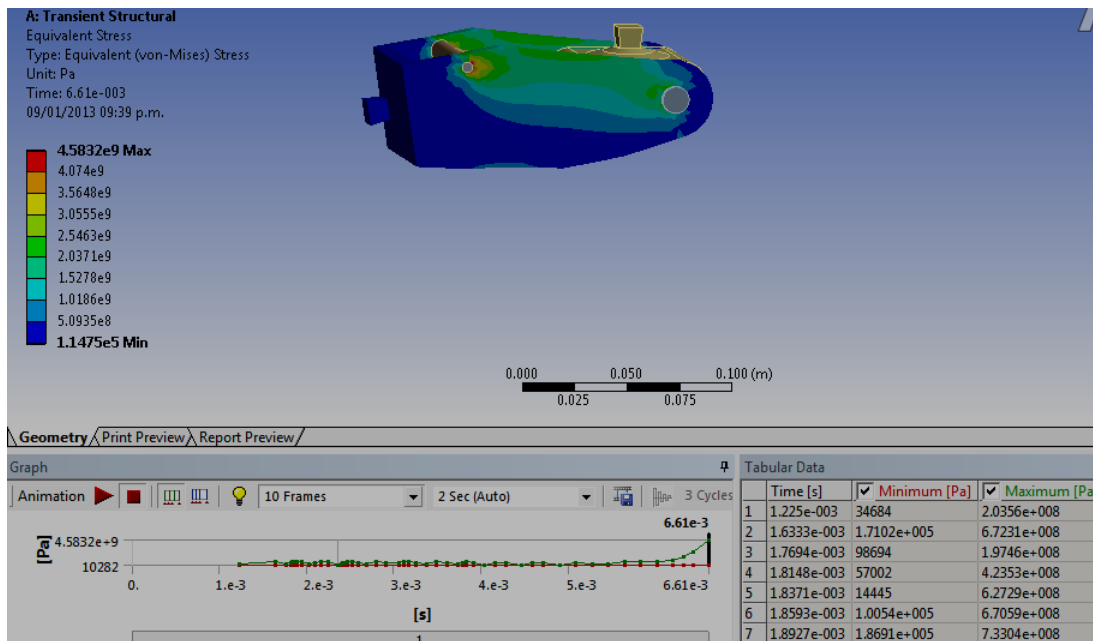 A: Transient Structural
Equivalent Stress
Type: Equivalent (von-Mises) Stress
Unit: Pa
Time: 6.61e-003
09/01/2013 09:39 p.m.
4.5832e9 Max
4.074e9
3.5648e9
3.0555e9
2.5463e9
2.0371e9
1.5278e9
1.0186e9
5.0935e8
1.1475e5 Min
0.000 0.050 0.100 (m)
0.025 0.075
Geometry Print Preview Report Preview
Graph
Animation 10 Frames 2 Sec (Auto) 3 Cycles
6.61e-3
[Pa] 4.5832e+9
10282
0. 1.e-3 2.e-3 3.e-3 4.e-3 5.e-3 6.61e-3
[s]
1
Tabular Data
Time [s] Minimum [Pa] Maximum [Pa
1 1.225e-003 34684 2.0356e+008
2 1.6333e-003 1.7102e+005 6.7231e+008
3 1.7694e-003 98694 1.9746e+008
4 1.8148e-003 57002 4.2353e+008
5 1.8371e-003 14445 6.2729e+008
6 1.8593e-003 1.0054e+005 6.7059e+008
7 1.8927e-003 1.8691e+005 7.3304e+008